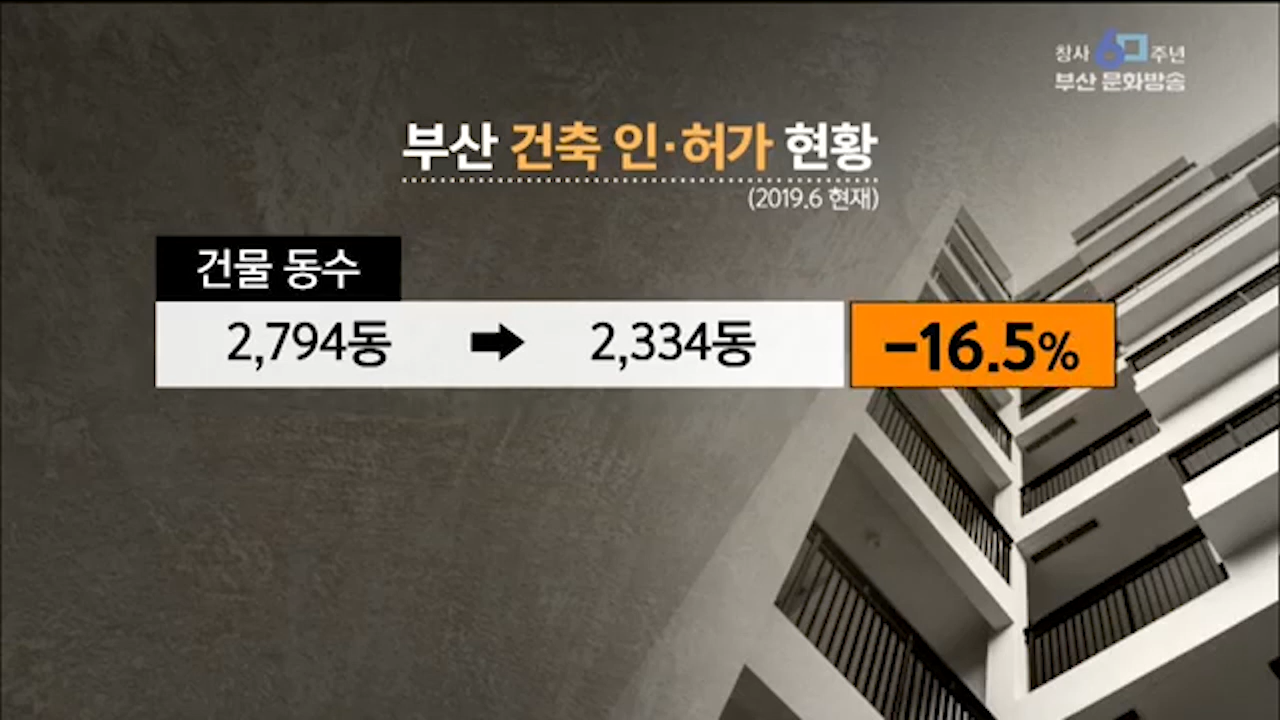 창사 60주년
부산 문화방송
부산 건축 인·허가 현황
(2019.6 현재)
건물 동수
2,794동 ➡ 2,334동 -16.5%